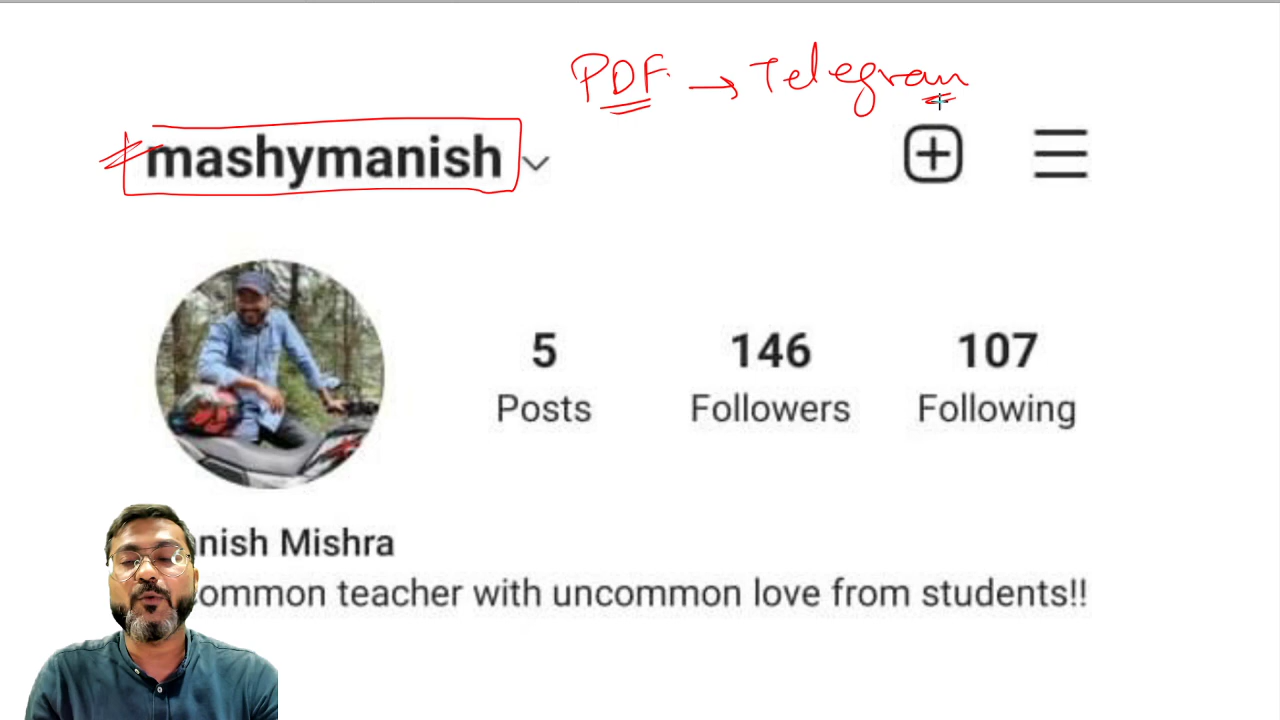 PDF. → Telegram
mashymanish
5 146 107
Posts Followers Following
nish Mishra
ommon teacher with uncommon love from students!!